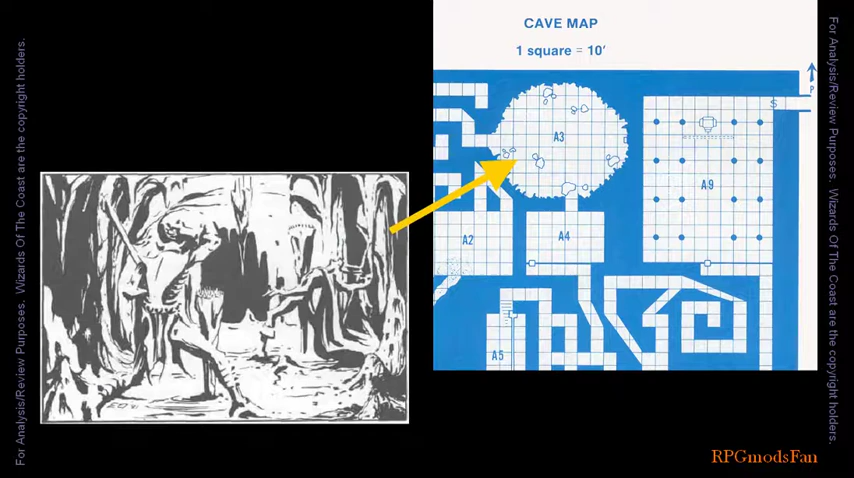 For Analysis/Review Purposes. Wizards Of The Coast are the copyright holders.
CAVE MAP
1 square = 10'
A3
A9
A2
A4
A5
S
For Analysis/Review Purposes. Wizards Of The Coast are the copyright holders.
RPGmodsFan